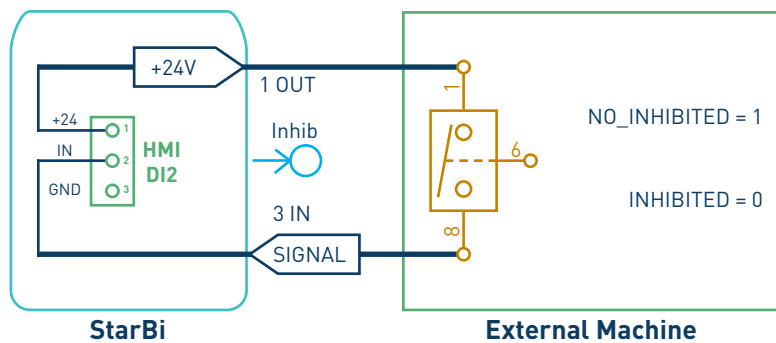 +24V
1 OUT
+24
1
IN
2
GND
3
HMI
DI2
Inhib
3 IN
SIGNAL
StarBi
1
6
8
NO_INHIBITED = 1
INHIBITED = 0
External Machine